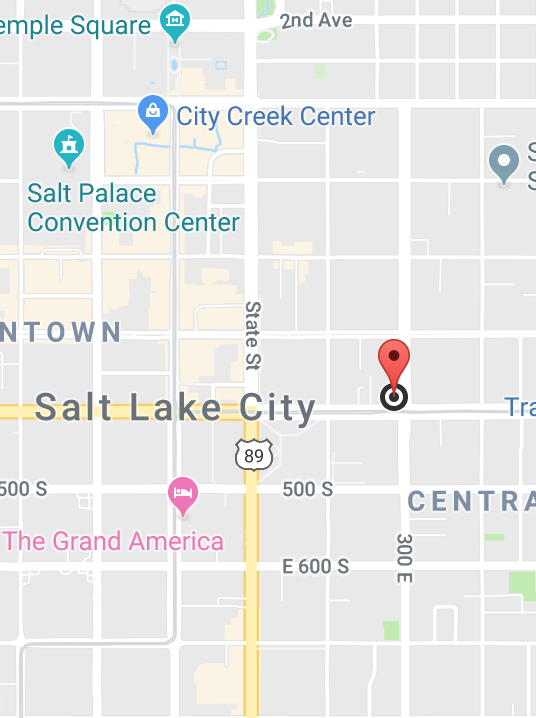 emple Square
2nd Ave
City Creek Center
S
S
Salt Palace
Convention Center
State St
NTOWN
Salt Lake City
Tra
89
500 S
500 S
CENTRA
The Grand America
300 E
E 600 S